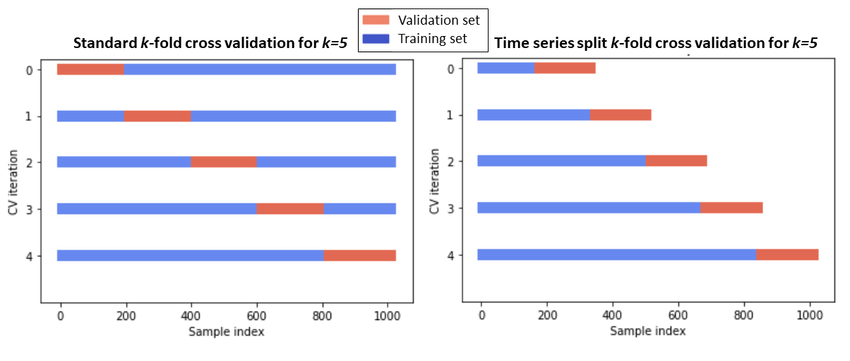 Validation set
Training set
Standard k-fold cross validation for k=5
Time series split k-fold cross validation for k=5
0
1
2
3
4
CV iteration
0
200
400
600
800
1000
Sample index
0
1
2
3
4
CV iteration
0
200
400
600
800
1000
Sample index